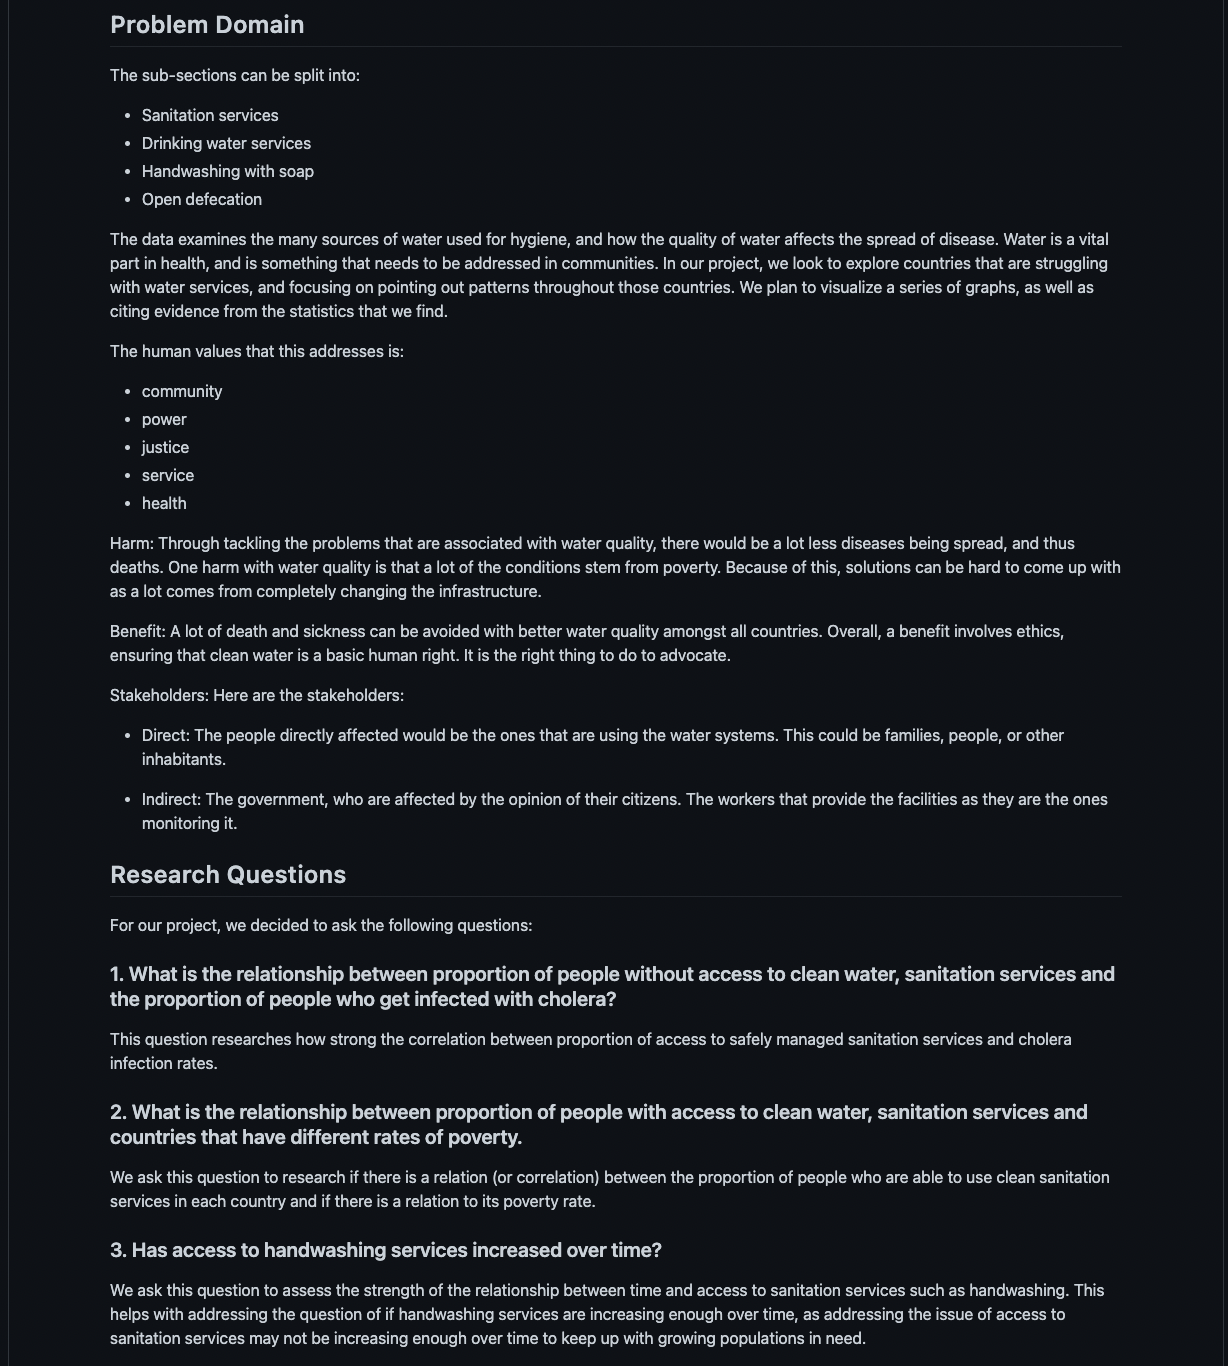 Problem Domain
The sub-sections can be split into:
• Sanitation services
• Drinking water services
• Handwashing with soap
• Open defecation
The data examines the many sources of water used for hygiene, and how the quality of water affects the spread of disease. Water is a vital
part in health, and is something that needs to be addressed in communities. In our project, we look to explore countries that are struggling
with water services, and focusing on pointing out patterns throughout those countries. We plan to visualize a series of graphs, as well as
citing evidence from the statistics that we find.
The human values that this addresses is:
• community
• power
• justice
• service
• health
Harm: Through tackling the problems that are associated with water quality, there would be a lot less diseases being spread, and thus
deaths. One harm with water quality is that a lot of the conditions stem from poverty. Because of this, solutions can be hard to come up with
as a lot comes from completely changing the infrastructure.
Benefit: A lot of death and sickness can be avoided with better water quality amongst all countries. Overall, a benefit involves ethics,
ensuring that clean water is a basic human right. It is the right thing to do to advocate.
Stakeholders: Here are the stakeholders:
• Direct: The people directly affected would be the ones that are using the water systems. This could be families, people, or other
inhabitants.
• Indirect: The government, who are affected by the opinion of their citizens. The workers that provide the facilities as they are the ones
monitoring it.
Research Questions
For our project, we decided to ask the following questions:
1. What is the relationship between proportion of people without access to clean water, sanitation services and
the proportion of people who get infected with cholera?
This question researches how strong the correlation between proportion of access to safely managed sanitation services and cholera
infection rates.
2. What is the relationship between proportion of people with access to clean water, sanitation services and
countries that have different rates of poverty.
We ask this question to research if there is a relation (or correlation) between the proportion of people who are able to use clean sanitation
services in each country and if there is a relation to its poverty rate.
3. Has access to handwashing services increased over time?
We ask this question to assess the strength of the relationship between time and access to sanitation services such as handwashing. This
helps with addressing the question of if handwashing services are increasing enough over time, as addressing the issue of access to
sanitation services may not be increasing enough over time to keep up with growing populations in need.